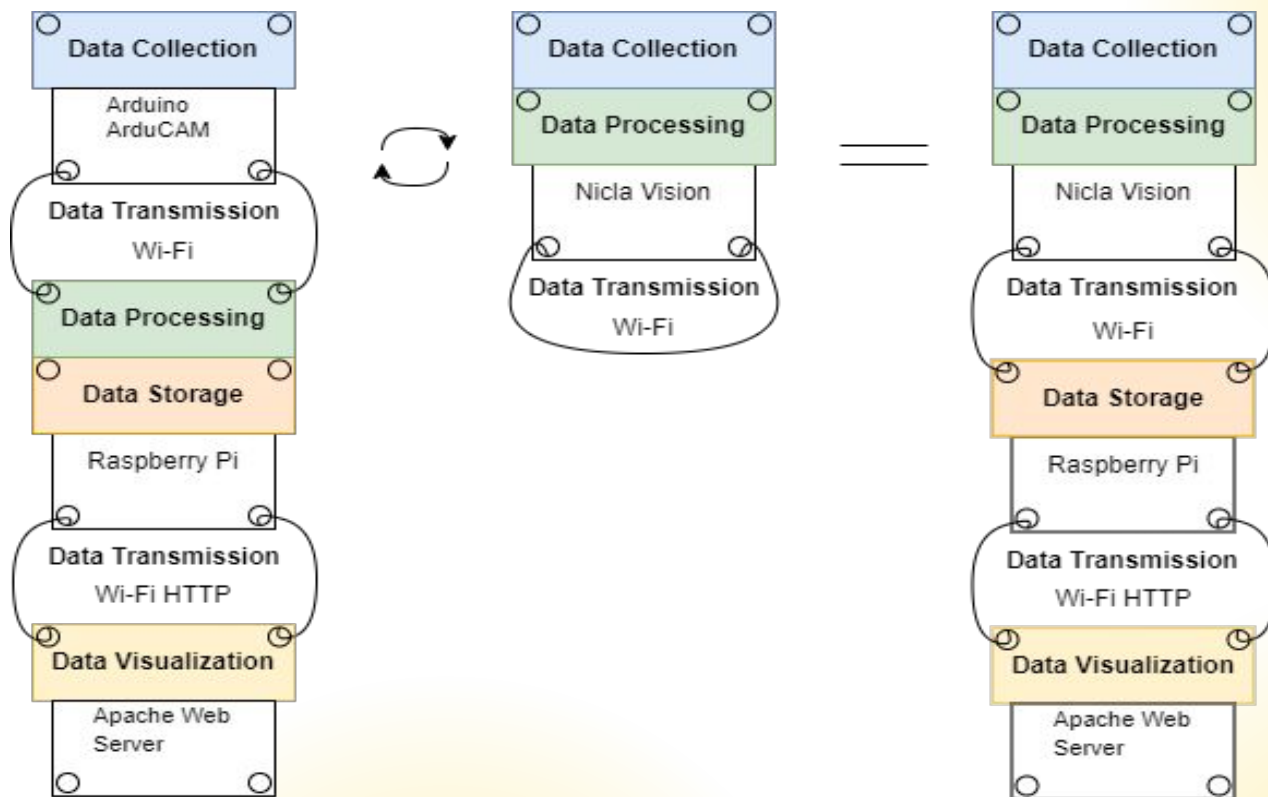 Data Collection
Arduino
ArduCAM
Data Transmission
Wi-Fi
Data Processing
Data Storage
Raspberry Pi
Data Transmission
Wi-Fi HTTP
Data Visualization
Apache Web
Server
Data Collection
Data Processing
Nicla Vision
Data Transmission
Wi-Fi
Data Collection
Data Processing
Nicla Vision
Data Transmission
Wi-Fi
Data Storage
Raspberry Pi
Data Transmission
Wi-Fi HTTP
Data Visualization
Apache Web
Server